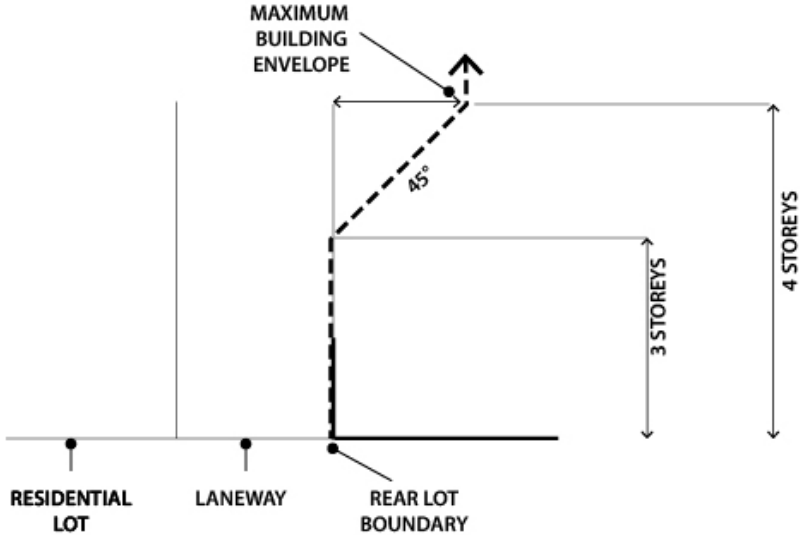 MAXIMUM
BUILDING
ENVELOPE
45°
3 STOREYS
4 STOREYS
RESIDENTIAL
LOT
LANEWAY
REAR LOT
BOUNDARY